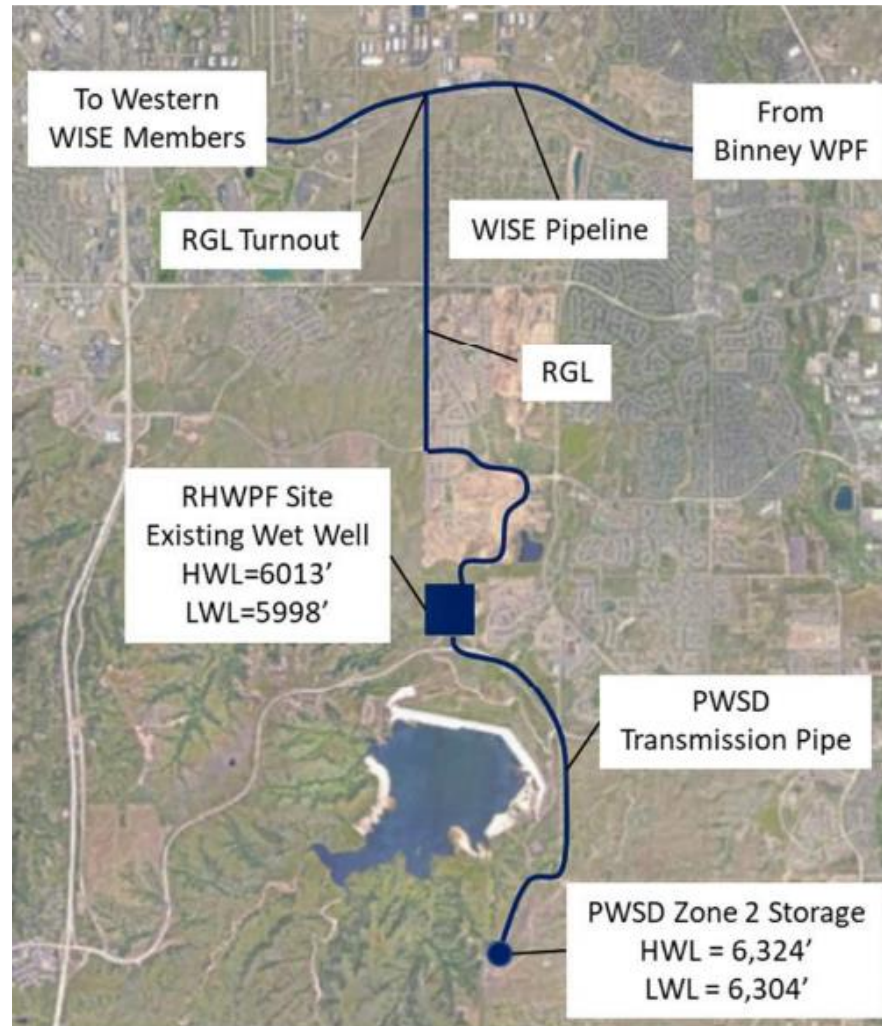 To Western
WISE Members
From
Binney WPF
RGL Turnout
WISE Pipeline
RGL
RHWPF Site
Existing Wet Well
HWL=6013’
LWL=5998’
PWSD
Transmission Pipe
PWSD Zone 2 Storage
HWL = 6,324’
LWL = 6,304’